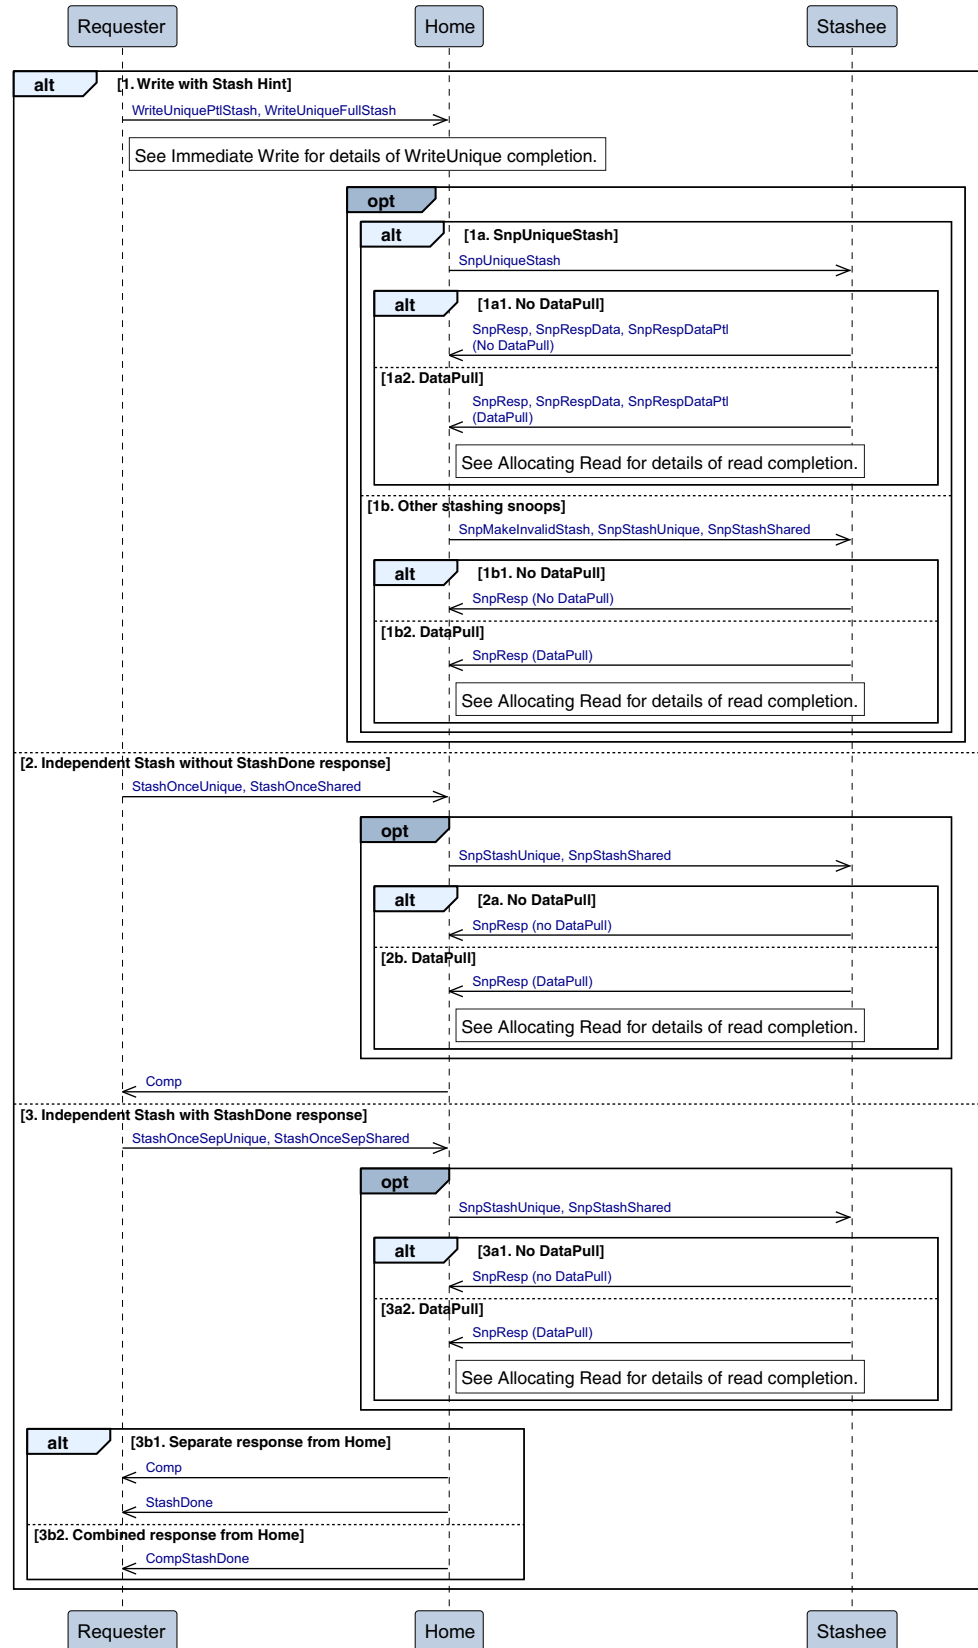 Requester Home Stashee
alt [1. Write with Stash Hint]
WriteUniquePtlStash, WriteUniqueFullStash
See Immediate Write for details of WriteUnique completion.
opt
alt [1a. SnpUniqueStash]
SnpUniqueStash
alt [1a1. No DataPull]
SnpResp, SnpRespData, SnpRespDataPtl
(No DataPull)
[1a2. DataPull]
SnpResp, SnpRespData, SnpRespDataPtl
(DataPull)
See Allocating Read for details of read completion.
[1b. Other stashing snoops]
SnpMakeInvalidStash, SnpStashUnique, SnpStashShared
alt [1b1. No DataPull]
SnpResp (No DataPull)
[1b2. DataPull]
SnpResp (DataPull)
See Allocating Read for details of read completion.
[2. Independent Stash without StashDone response]
StashOnceUnique, StashOnceShared
opt
SnpStashUnique, SnpStashShared
alt [2a. No DataPull]
SnpResp (no DataPull)
[2b. DataPull]
SnpResp (DataPull)
See Allocating Read for details of read completion.
Comp
[3. Independent Stash with StashDone response]
StashOnceSepUnique, StashOnceSepShared
opt
SnpStashUnique, SnpStashShared
alt [3a1. No DataPull]
SnpResp (no DataPull)
[3a2. DataPull]
SnpResp (DataPull)
See Allocating Read for details of read completion.
alt [3b1. Separate response from Home]
Comp
StashDone
[3b2. Combined response from Home]
CompStashDone
Requester Home Stashee